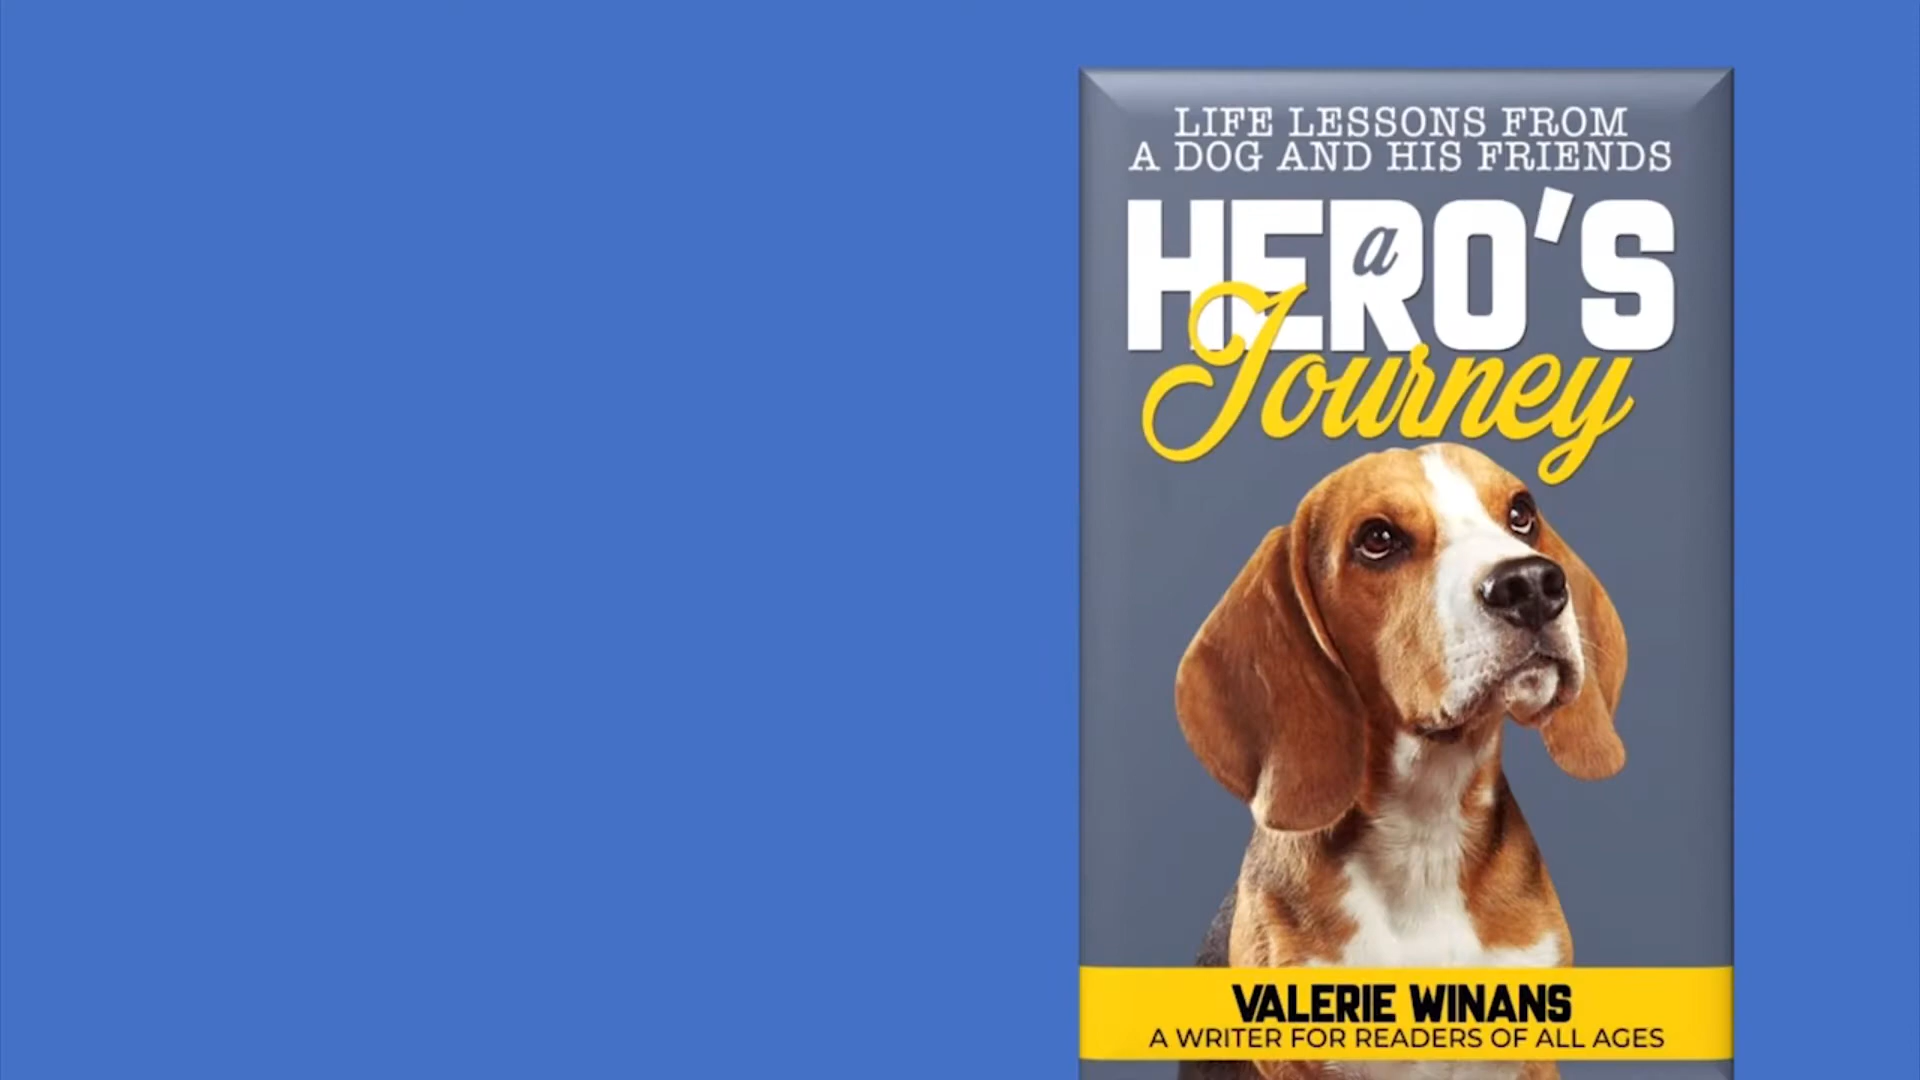 LIFE LESSONS FROM
A DOG AND HIS FRIENDS
a
HERO'S
Journey
VALERIE WINANS
A WRITER FOR READERS OF ALL AGES